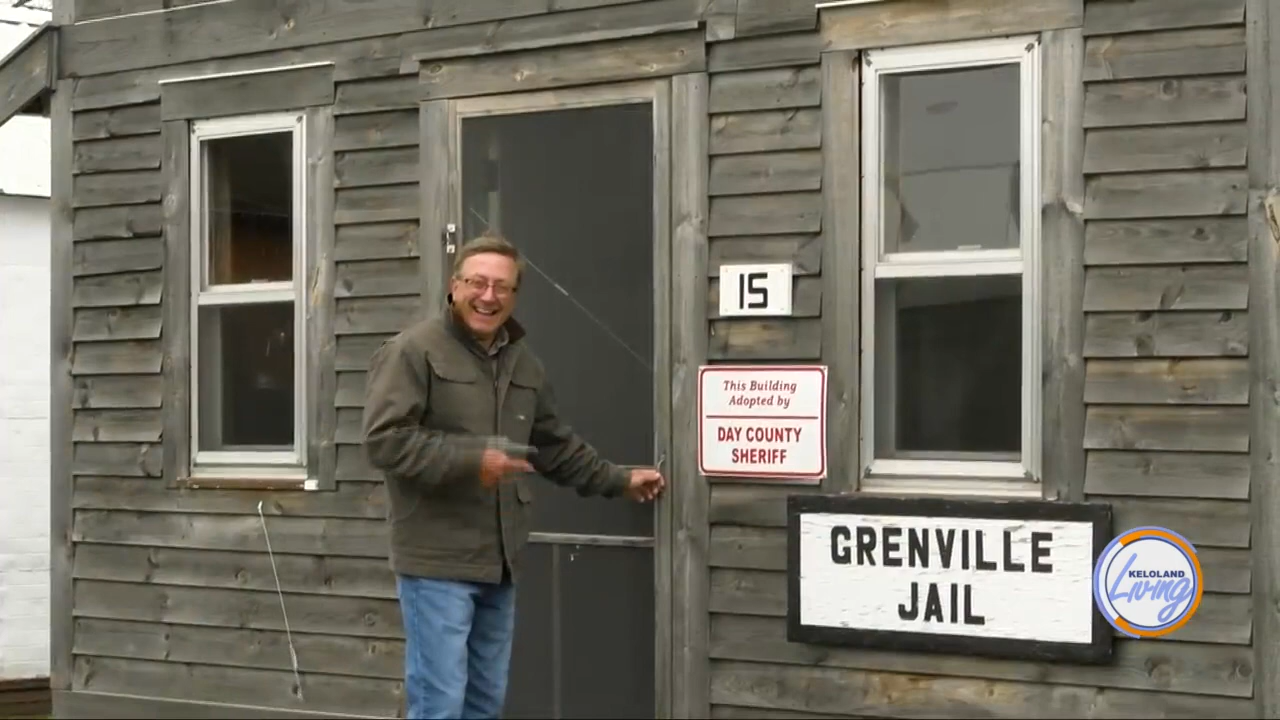 15
This Building
Adopted by
DAY COUNTY
SHERIFF
GRENVILLE
JAIL
KELOLAND
Living